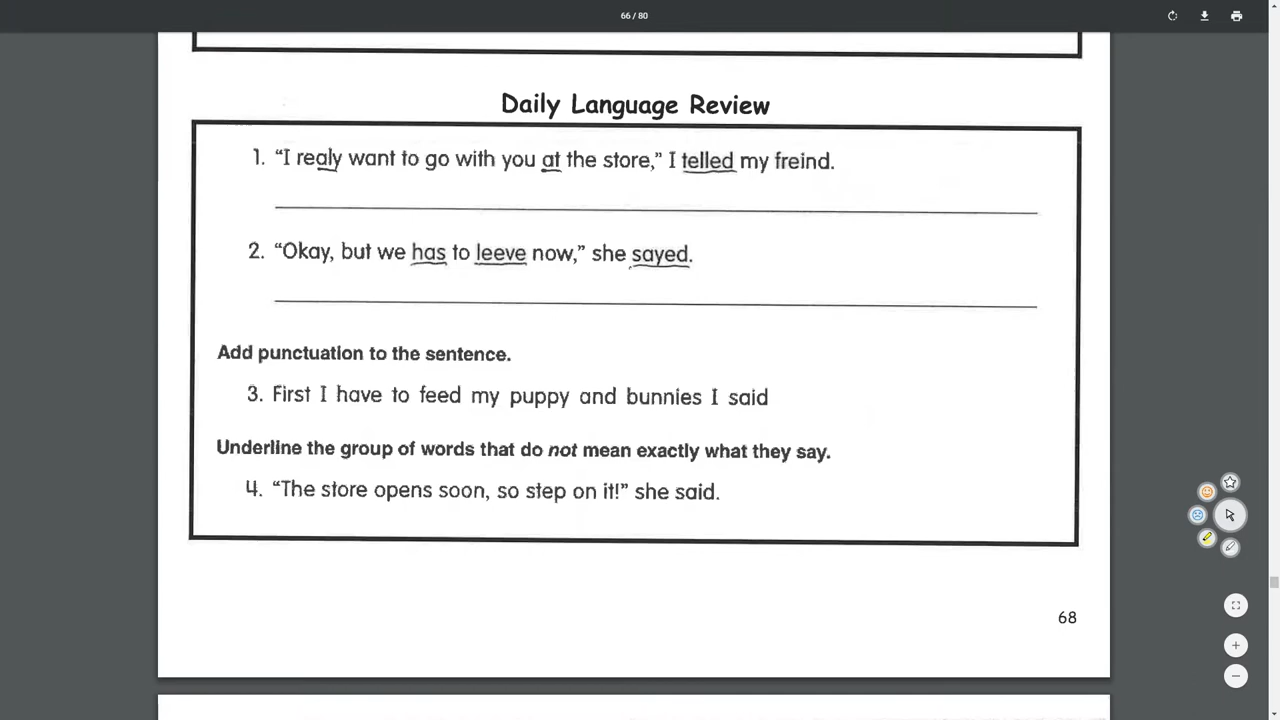 66 / 80
Daily Language Review
1. “I realy want to go with you at the store,” I telled my freind.
2. “Okay, but we has to leeve now,” she sayed.
Add punctuation to the sentence.
3. First I have to feed my puppy and bunnies I said
Underline the group of words that do not mean exactly what they say.
4. “The store opens soon, so step on it!” she said.
68